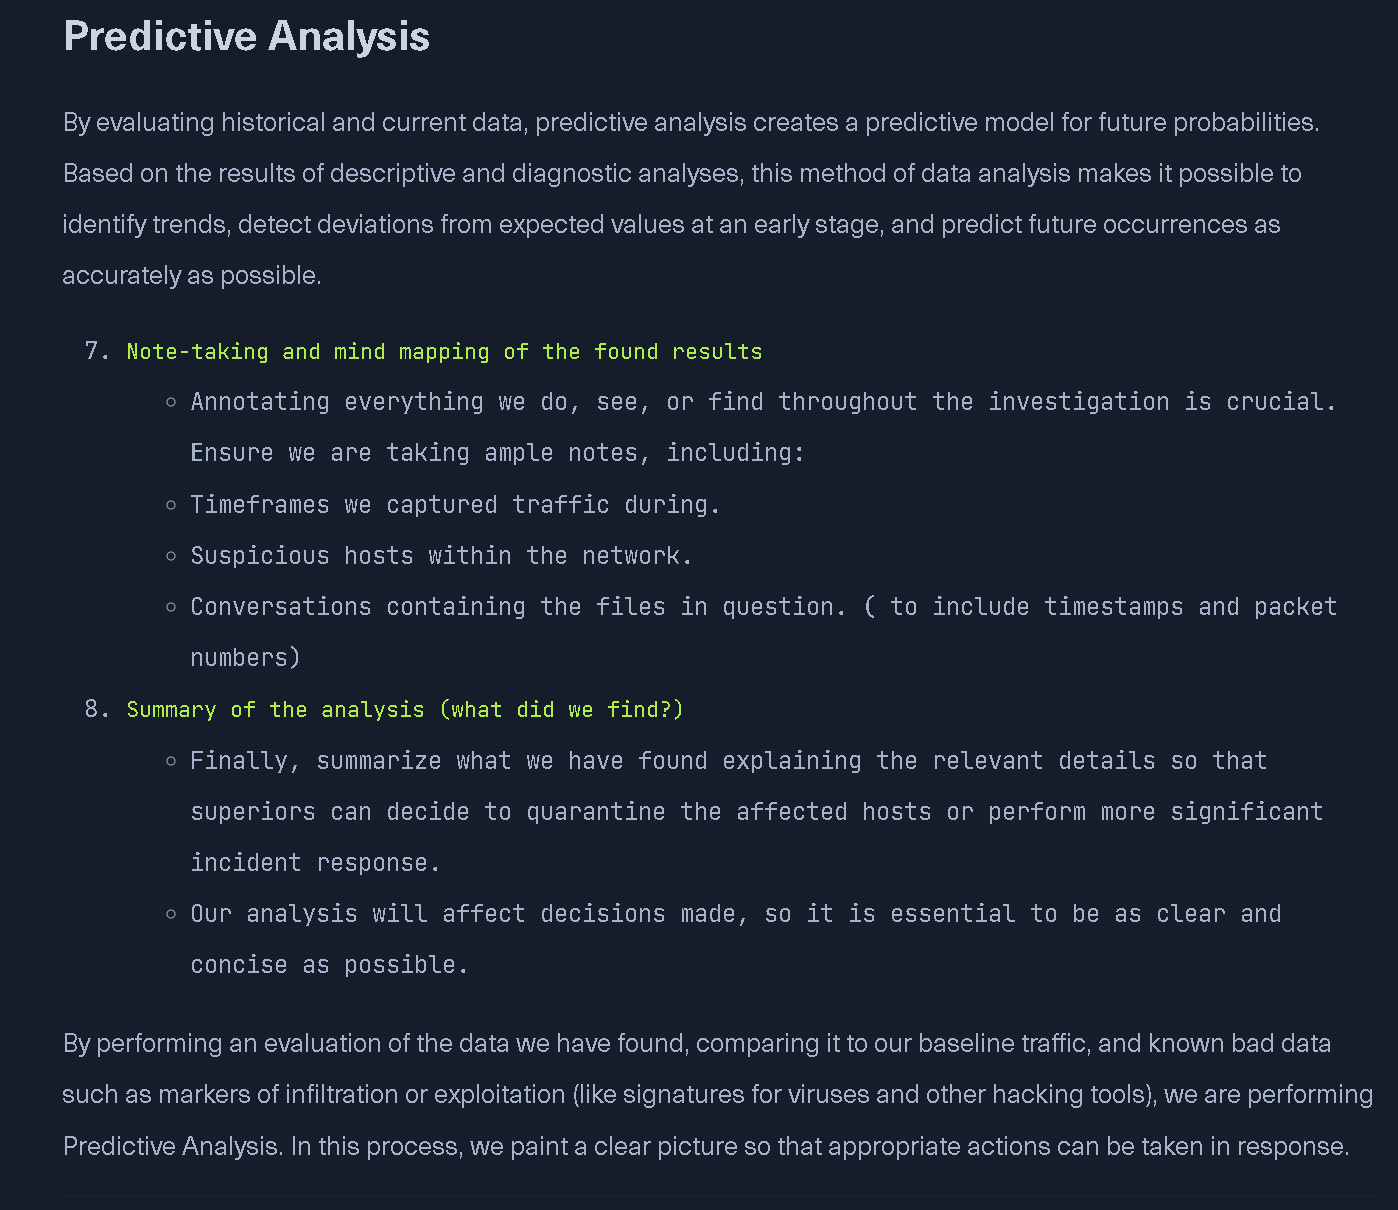 Predictive Analysis
By evaluating historical and current data, predictive analysis creates a predictive model for future probabilities.
Based on the results of descriptive and diagnostic analyses, this method of data analysis makes it possible to
identify trends, detect deviations from expected values at an early stage, and predict future occurrences as
accurately as possible.
7. Note-taking and mind mapping of the found results
◦ Annotating everything we do, see, or find throughout the investigation is crucial.
Ensure we are taking ample notes, including:
◦ Timeframes we captured traffic during.
◦ Suspicious hosts within the network.
◦ Conversations containing the files in question. ( to include timestamps and packet
numbers)
8. Summary of the analysis (what did we find?)
◦ Finally, summarize what we have found explaining the relevant details so that
superiors can decide to quarantine the affected hosts or perform more significant
incident response.
◦ Our analysis will affect decisions made, so it is essential to be as clear and
concise as possible.
By performing an evaluation of the data we have found, comparing it to our baseline traffic, and known bad data
such as markers of infiltration or exploitation (like signatures for viruses and other hacking tools), we are performing
Predictive Analysis. In this process, we paint a clear picture so that appropriate actions can be taken in response.